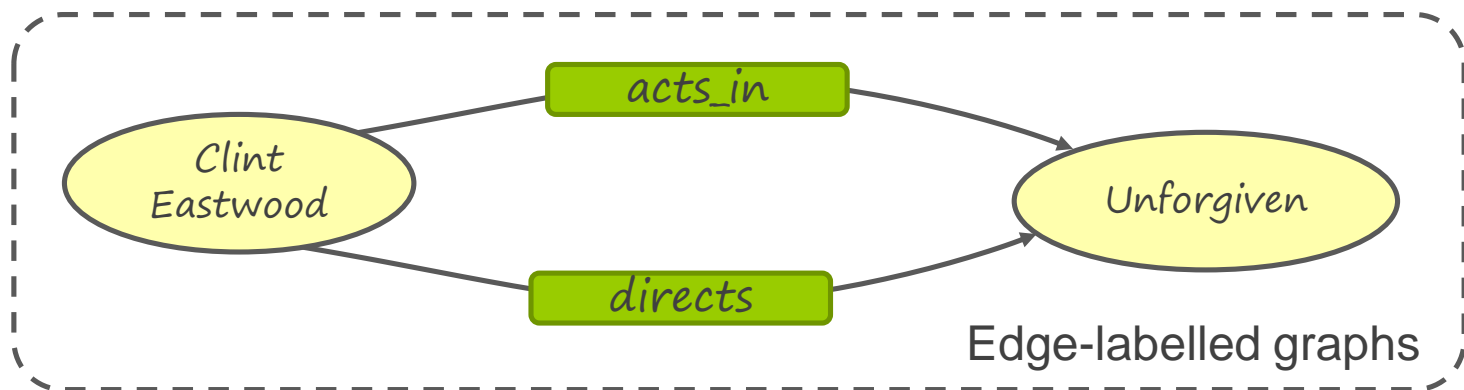 acts_in
Clint
Eastwood
Unforgiven
directs
Edge-labelled graphs